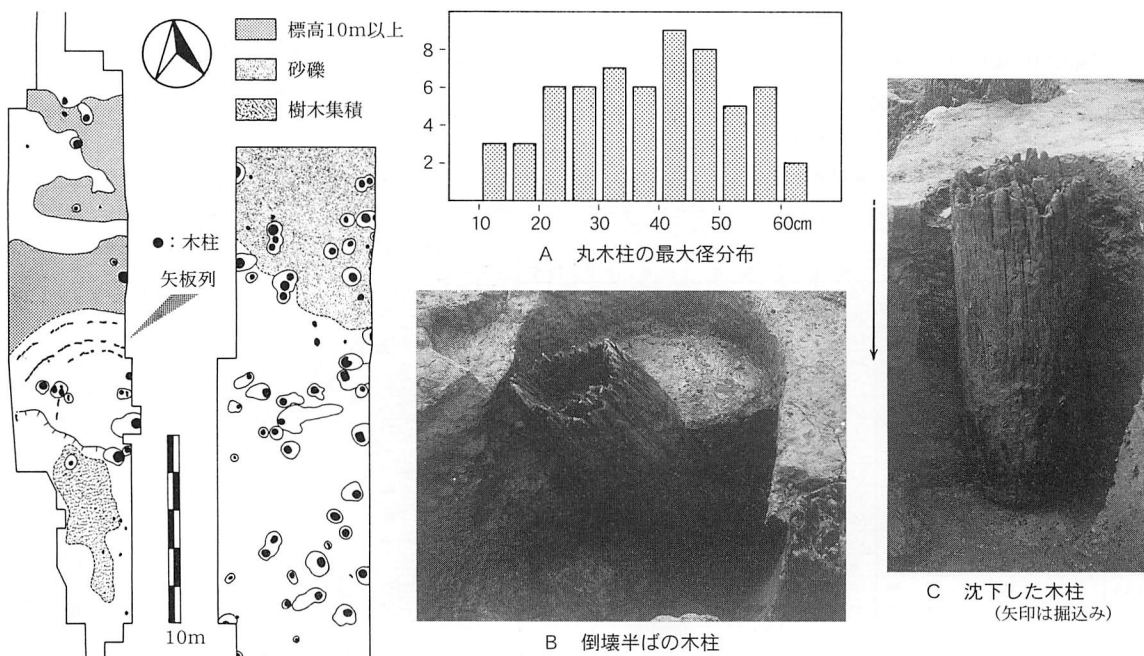 標高10m以上
砂礫
樹木集積
●：木柱
矢板列
10m
8
6
4
2
10
20
30
40
50
60cm
A 丸木柱の最大径分布
B 倒壊半ばの木柱
C 沈下した木柱
(矢印は掘込み)